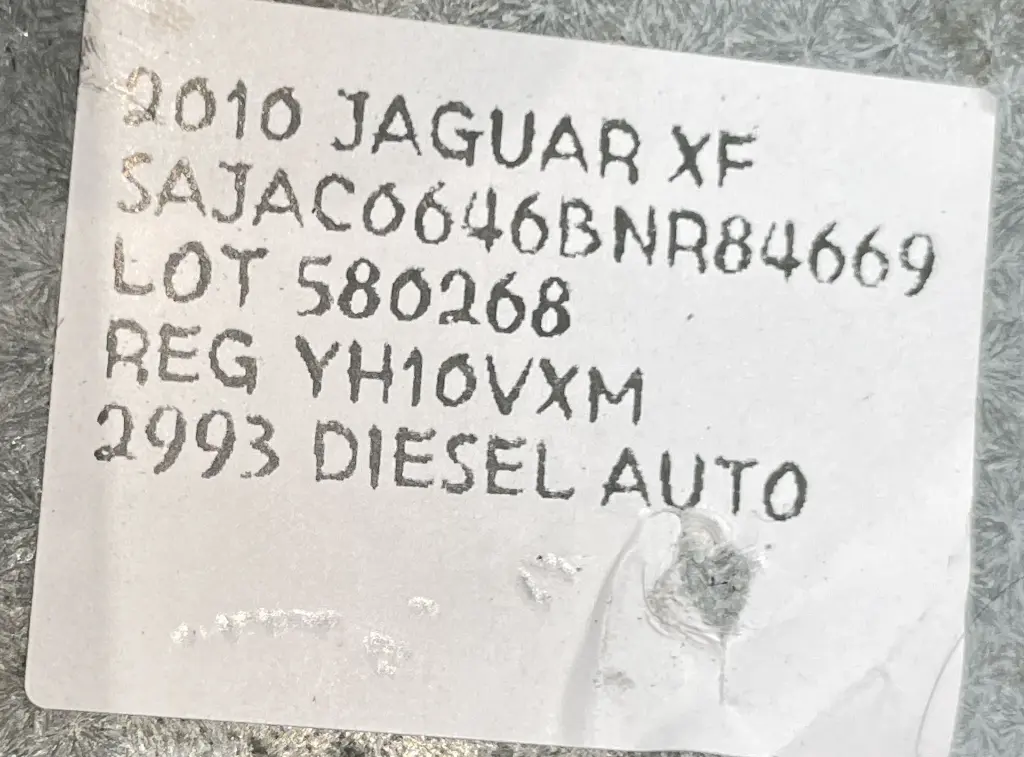 2010 JAGUAR XF
SAJAC0646BNR84669
LOT 580268
REG YH10VXM
2993 DIESEL AUTO